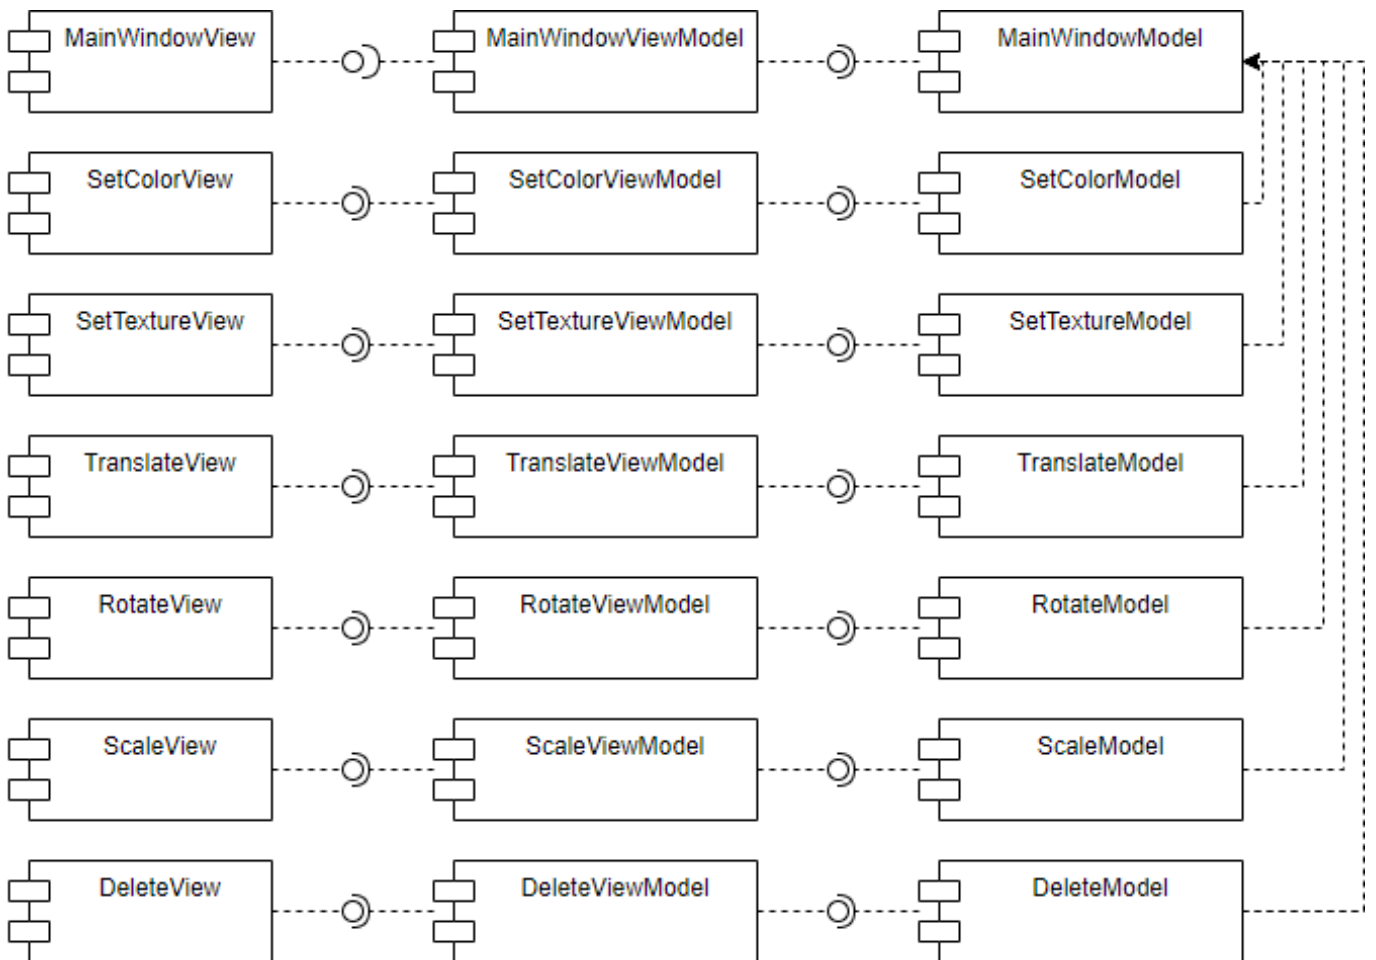 MainWindowView
MainWindowViewModel
MainWindowModel
SetColorView
SetColorViewModel
SetColorModel
SetTextureView
SetTextureViewModel
SetTextureModel
TranslateView
TranslateViewModel
TranslateModel
RotateView
RotateViewModel
RotateModel
ScaleView
ScaleViewModel
ScaleModel
DeleteView
DeleteViewModel
DeleteModel